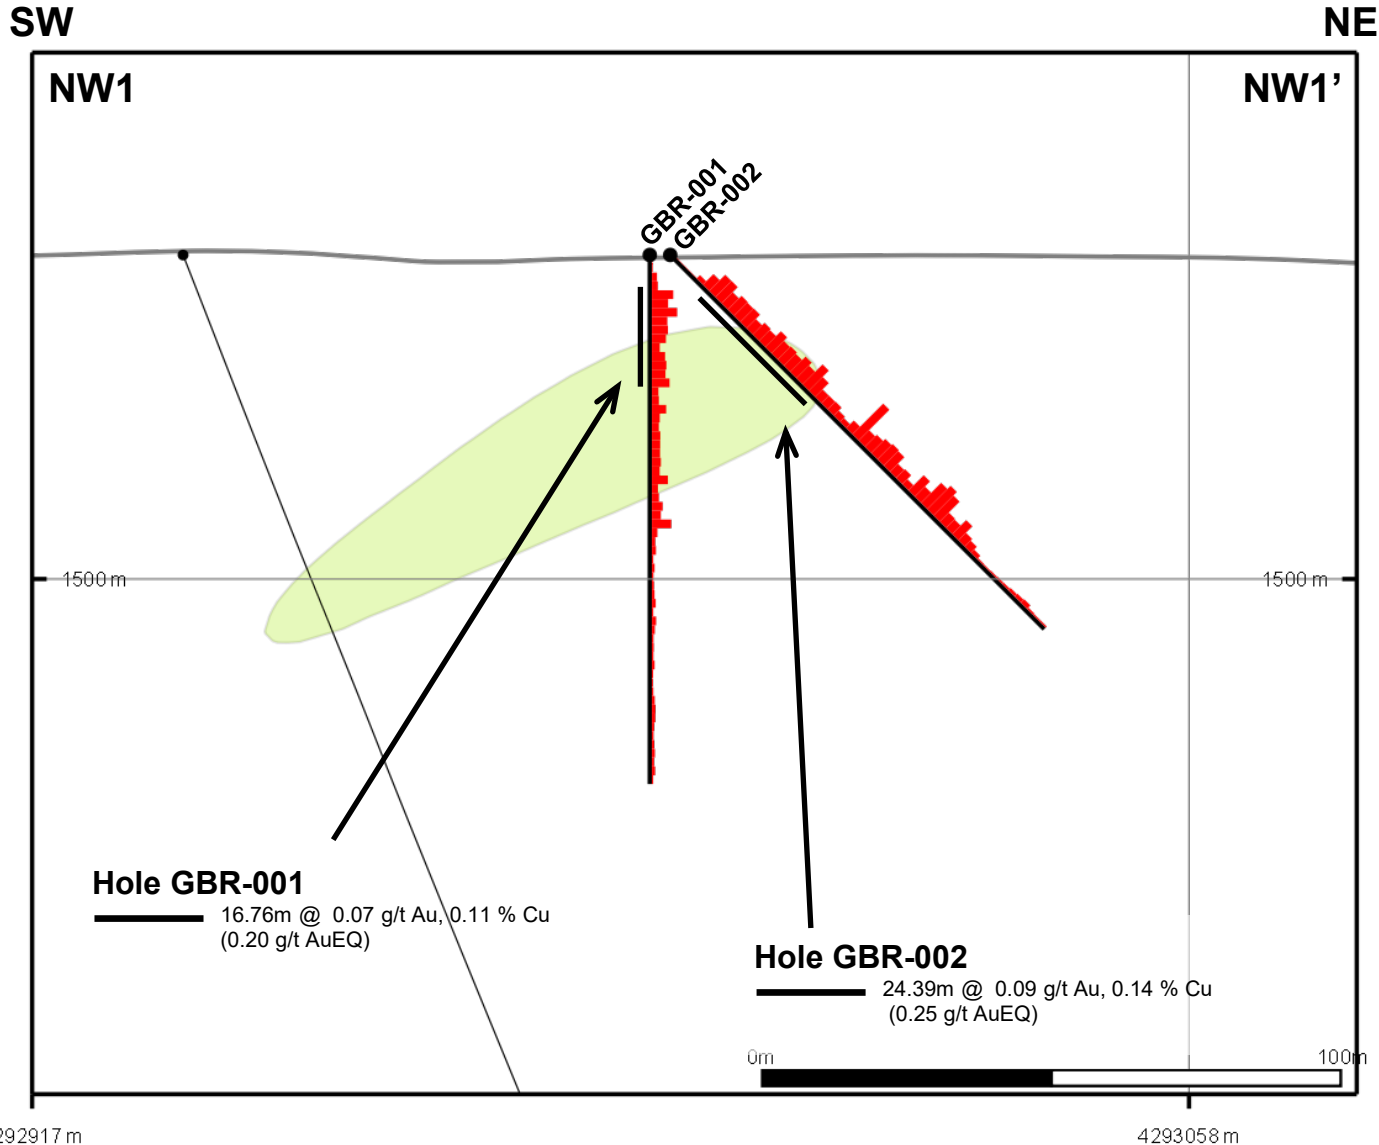 SW NE
NW1 NW1’
GBR-001
GBR-002
1500 m 1500 m
Hole GBR-001
16.76m @ 0.07 g/t Au, 0.11 % Cu
(0.20 g/t AuEQ)
Hole GBR-002
24.39m @ 0.09 g/t Au, 0.14 % Cu
(0.25 g/t AuEQ)
0m 100m
292917 m 4293058 m